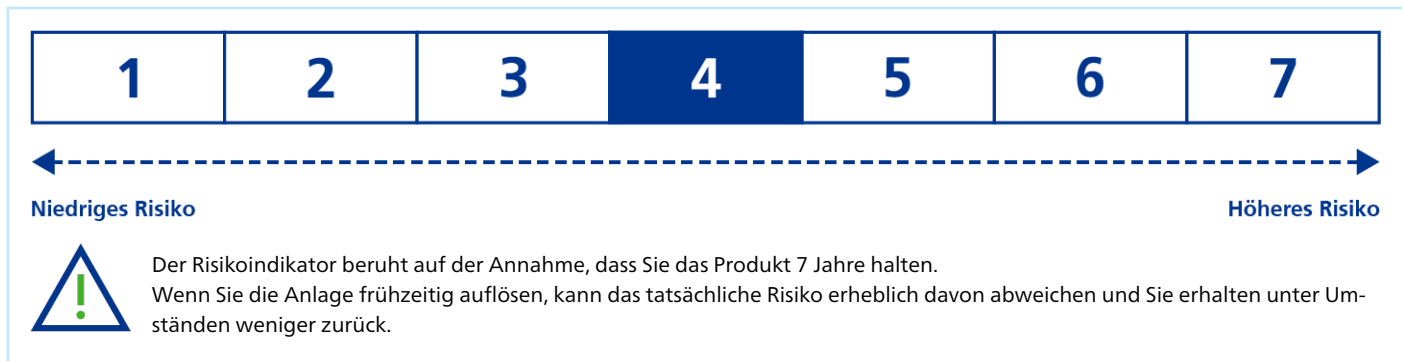 1 2 3 4 5 6 7
Niedriges Risiko Höheres Risiko
Der Risikoindikator beruht auf der Annahme, dass Sie das Produkt 7 Jahre halten.
Wenn Sie die Anlage frühzeitig auflösen, kann das tatsächliche Risiko erheblich davon abweichen und Sie erhalten unter Um-
ständen weniger zurück.